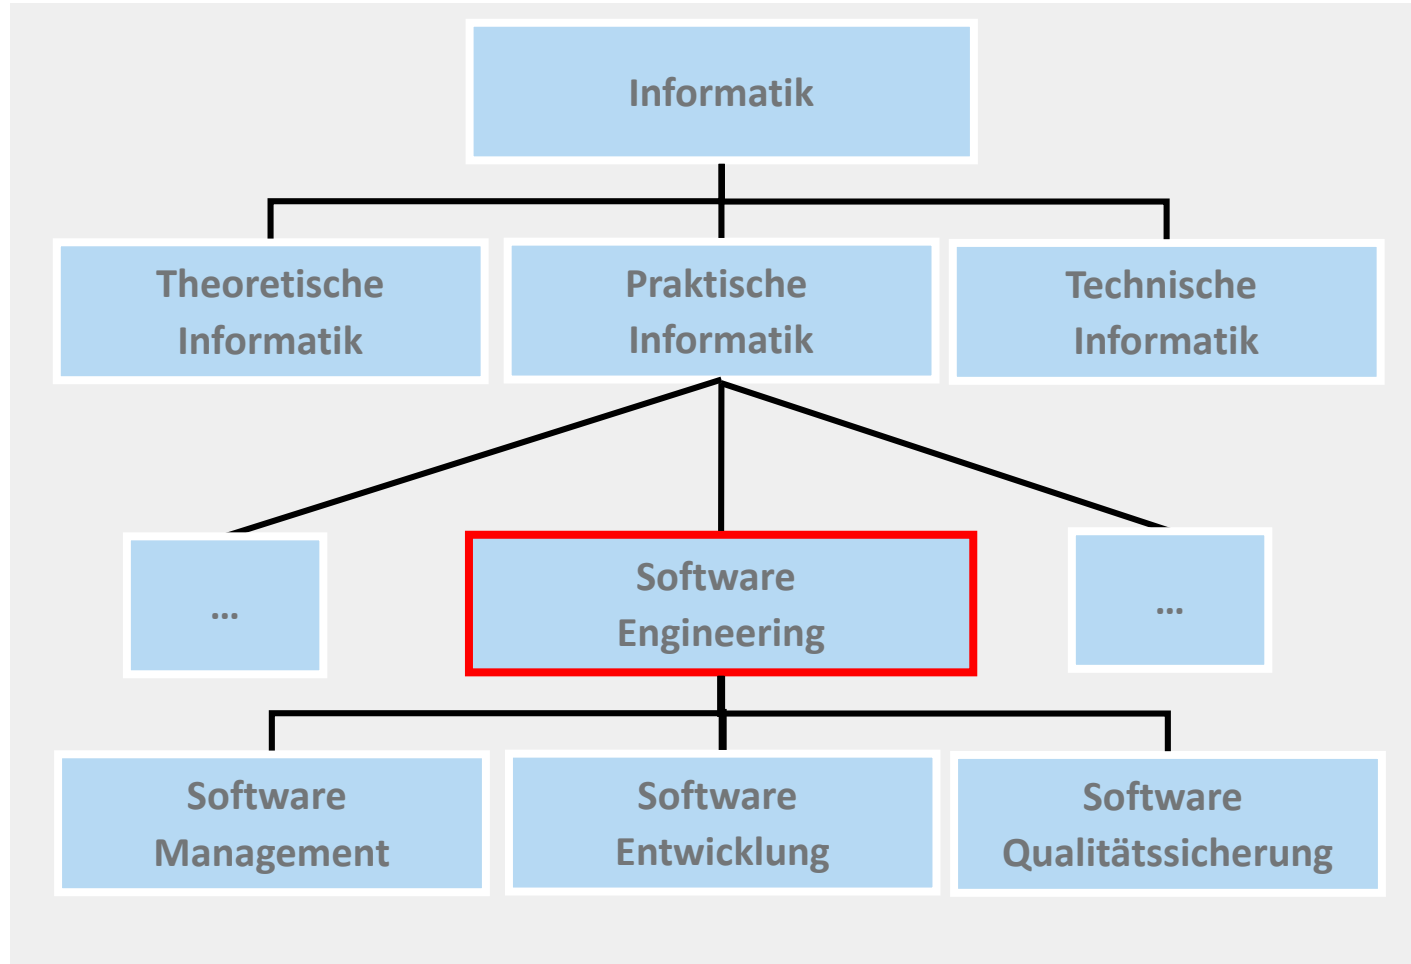 Informatik
Theoretische
Informatik
Praktische
Informatik
Technische
Informatik
...
Software
Engineering
...
Software
Management
Software
Entwicklung
Software
Qualitätssicherung